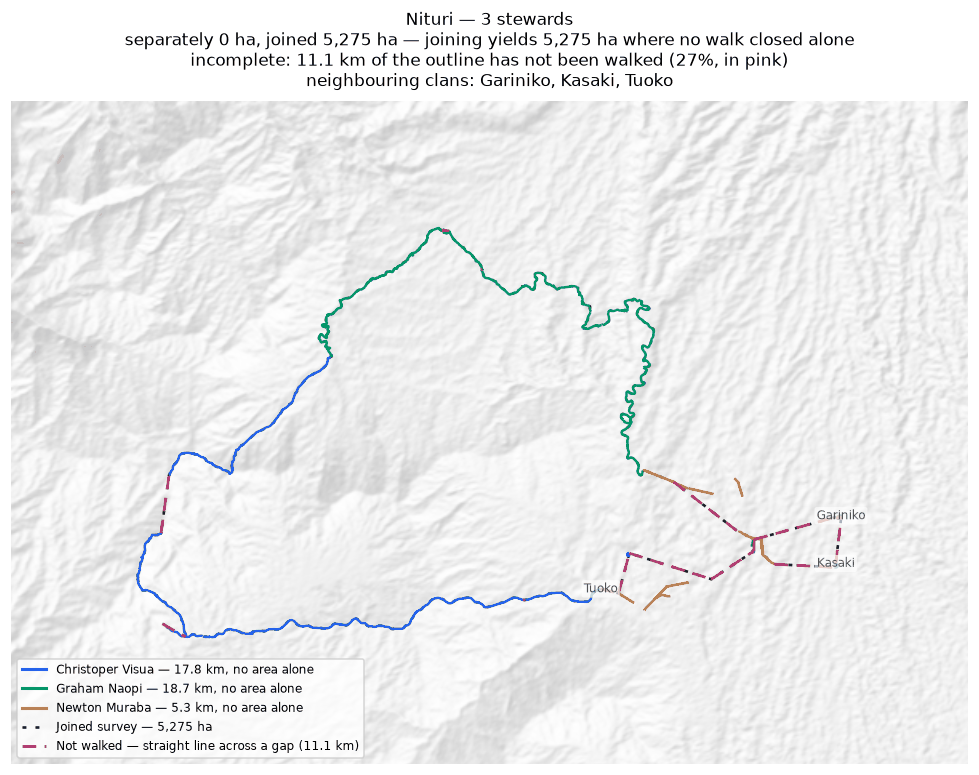 Nituri — 3 stewards
separately 0 ha, joined 5,275 ha — joining yields 5,275 ha where no walk closed alone
incomplete: 11.1 km of the outline has not been walked (27%, in pink)
neighbouring clans: Gariniko, Kasaki, Tuoko
Gariniko
Kasaki
Tuoko
Christoper Visua — 17.8 km, no area alone
Graham Naopi — 18.7 km, no area alone
Newton Muraba — 5.3 km, no area alone
Joined survey — 5,275 ha
Not walked — straight line across a gap (11.1 km)